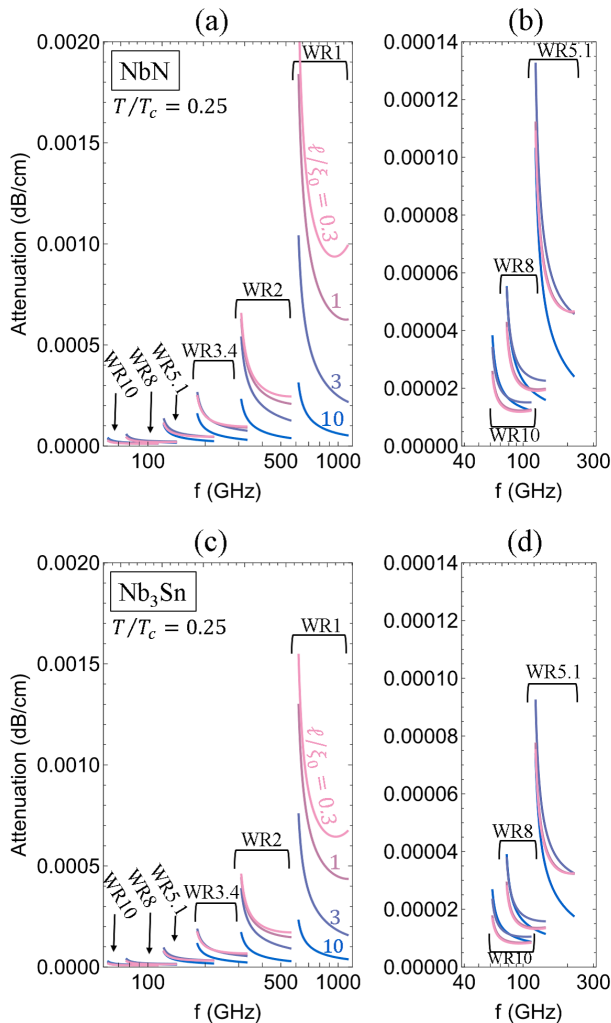 (a)
(b)
0.0020
0.0015
0.0010
0.0005
0.0000
Attenuation (dB/cm)
NbN
T/T_c = 0.25
WR10
WR8
WR5.1
WR3.4
WR2
WR1
ℓ/ξ₀ = 0.3
1
3
10
100
500
1000
f (GHz)
0.00014
0.00012
0.00010
0.00008
0.00006
0.00004
0.00002
0.00000
WR5.1
WR8
WR10
40
100
300
f (GHz)
(c)
(d)
0.0020
0.0015
0.0010
0.0005
0.0000
Attenuation (dB/cm)
Nb₃Sn
T/T_c = 0.25
WR10
WR8
WR5.1
WR3.4
WR2
WR1
ℓ/ξ₀ = 0.3
1
3
10
100
500
1000
f (GHz)
0.00014
0.00012
0.00010
0.00008
0.00006
0.00004
0.00002
0.00000
WR5.1
WR8
WR10
40
100
300
f (GHz)